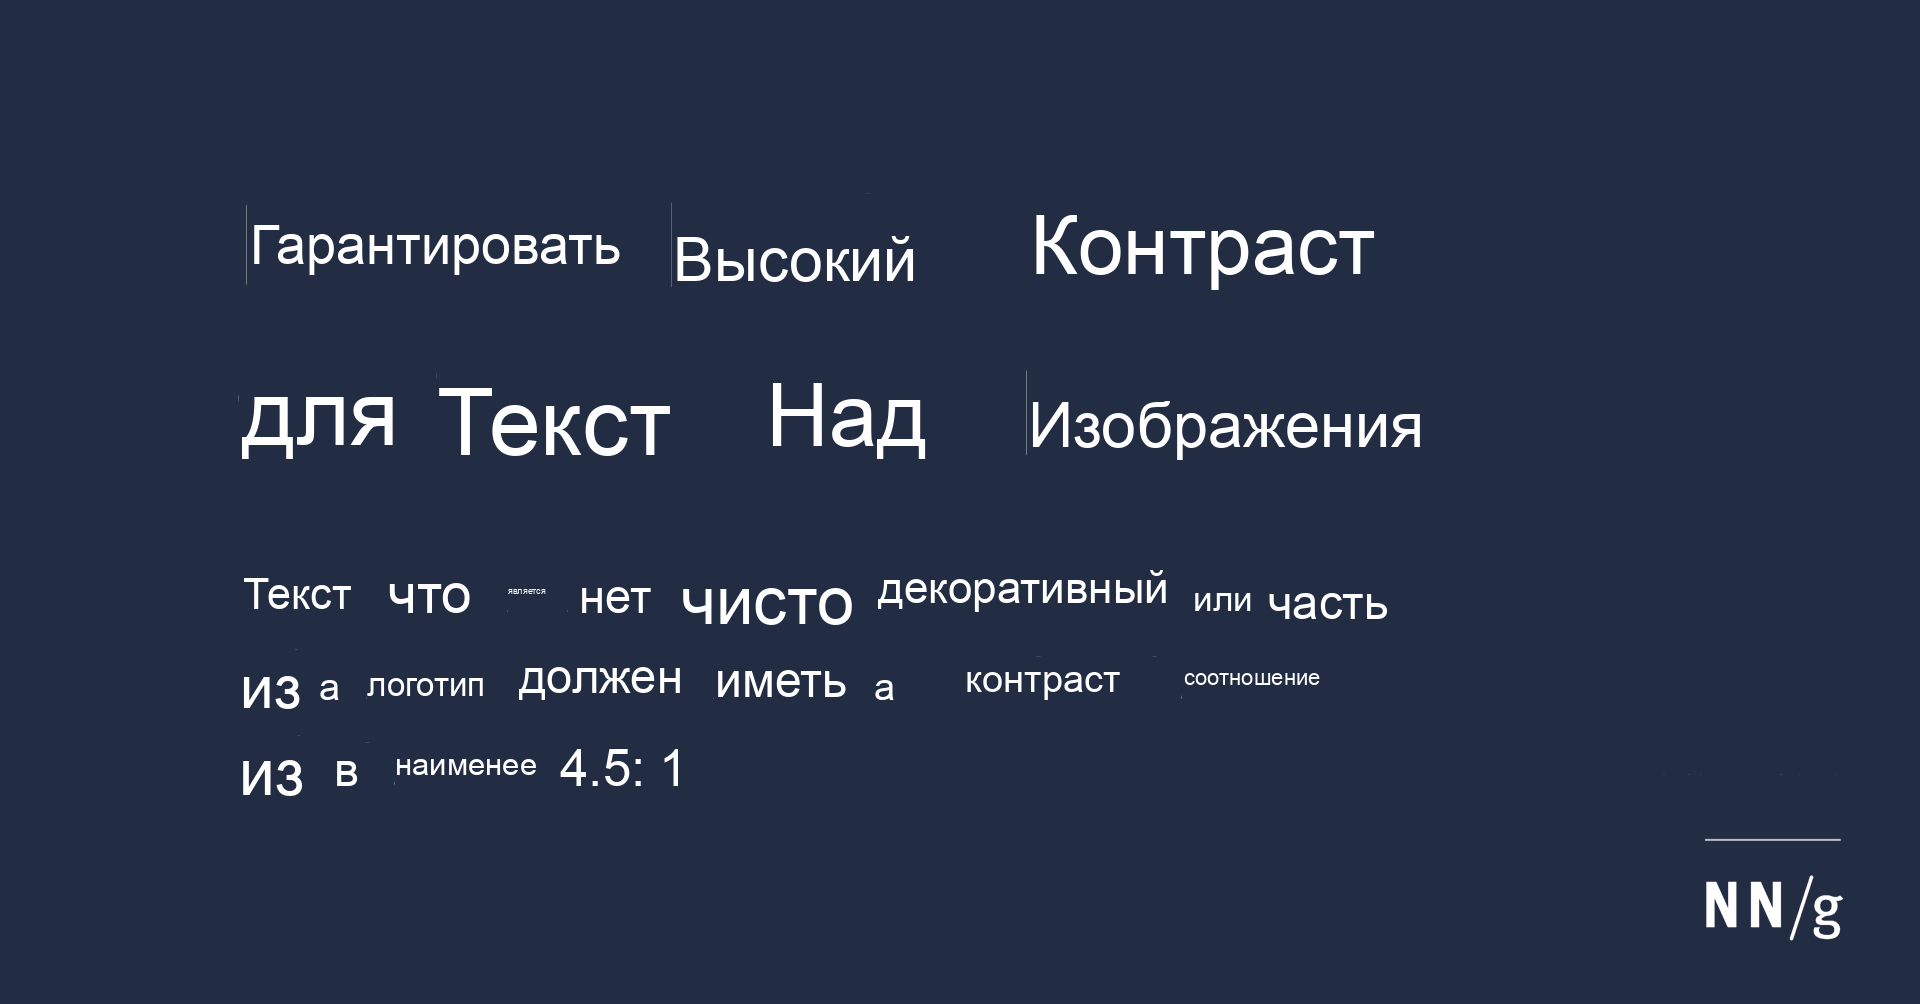 Гарантировать Высокий Контраст
для Текст Над Изображения
Текст что является нет чисто декоративный или часть
из а логотип должен иметь а контраст соотношение
из в наименее 4.5: 1
NN/g